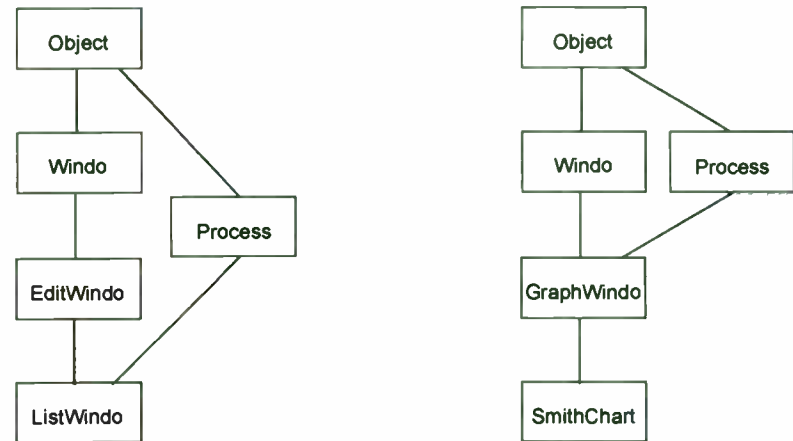 Object
Windo
Process
EditWindo
ListWindo
Object
Windo
Process
GraphWindo
SmithChart